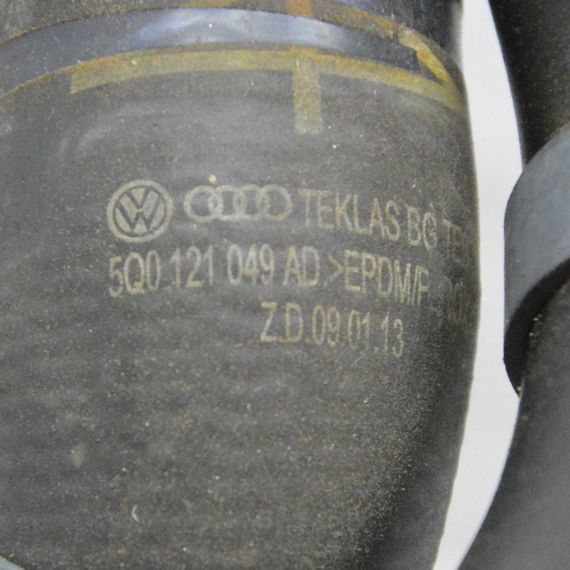 TEKLAS BG
5Q0 121 049 AD >EPDM/P
Z.D.09.01.13